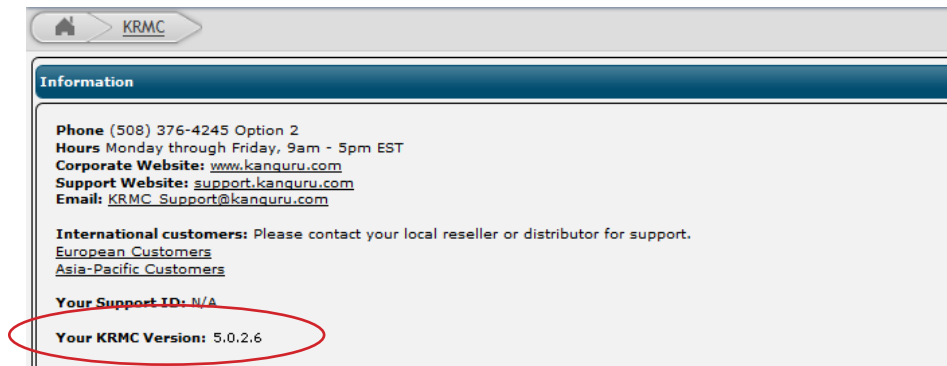 KRMC
Information
Phone (508) 376-4245 Option 2
Hours Monday through Friday, 9am - 5pm EST
Corporate Website: www.kanguru.com
Support Website: support.kanguru.com
Email: KRMC_Support@kanguru.com
International customers: Please contact your local reseller or distributor for support.
European Customers
Asia-Pacific Customers
Your Support ID: N/A
Your KRMC Version: 5.0.2.6